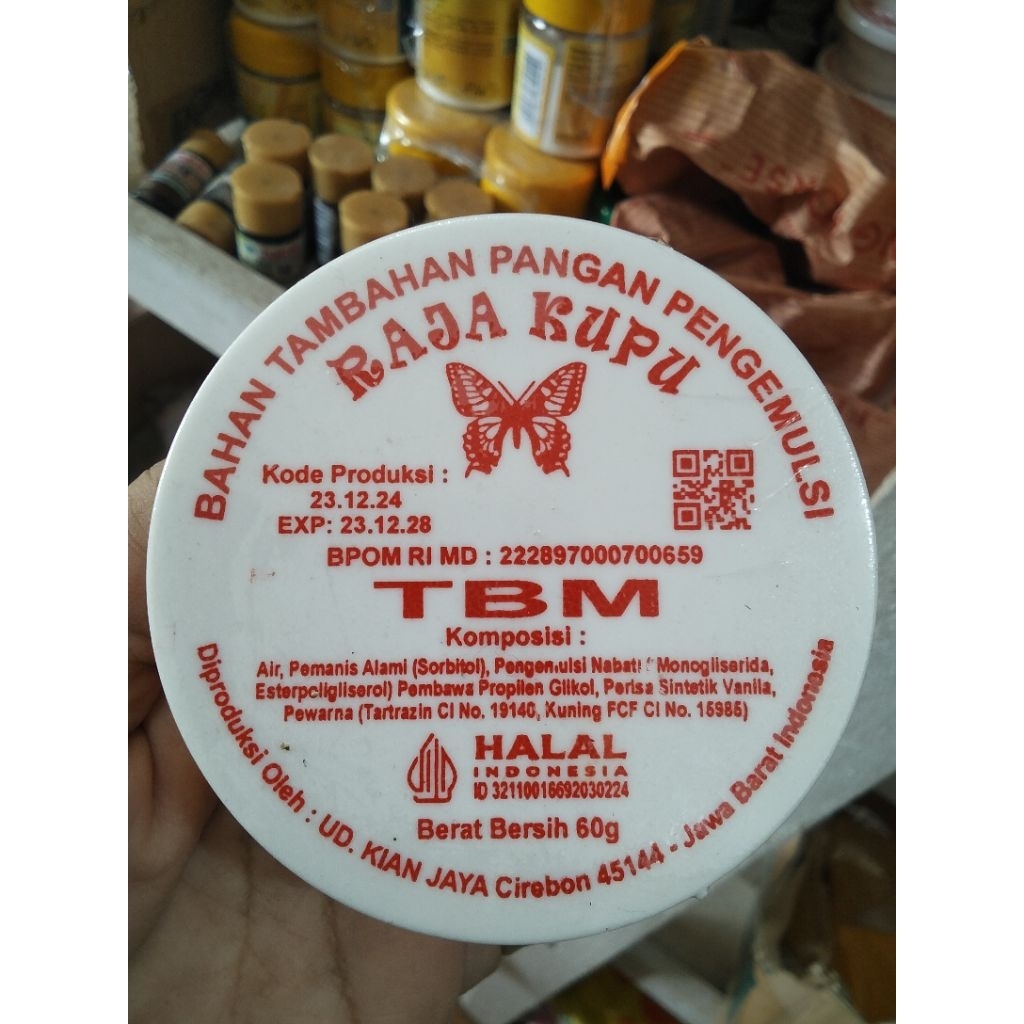 BAHAN TAMBAHAN PANGAN PENGEMULSI
RAJA KUPU
Kode Produksi :
23.12.24
EXP: 23.12.28
BPOM RI MD : 222897000700659
TBM
Komposisi :
Air, Pemanis Alami (Sorbitol), Pengemulsi Nabati (Monogliserida,
Esterpoligliserol) Pembawa Propilen Glikol, Perisa Sintetik Vanila,
Pewarna (Tartrazin CI No. 19140, Kuning FCF CI No. 15985)
HALAL
INDONESIA
ID 32110016692030224
Berat Bersih 60g
Diproduksi Oleh : UD. KIAN JAYA Cirebon 45144 - Jawa Barat Indonesia